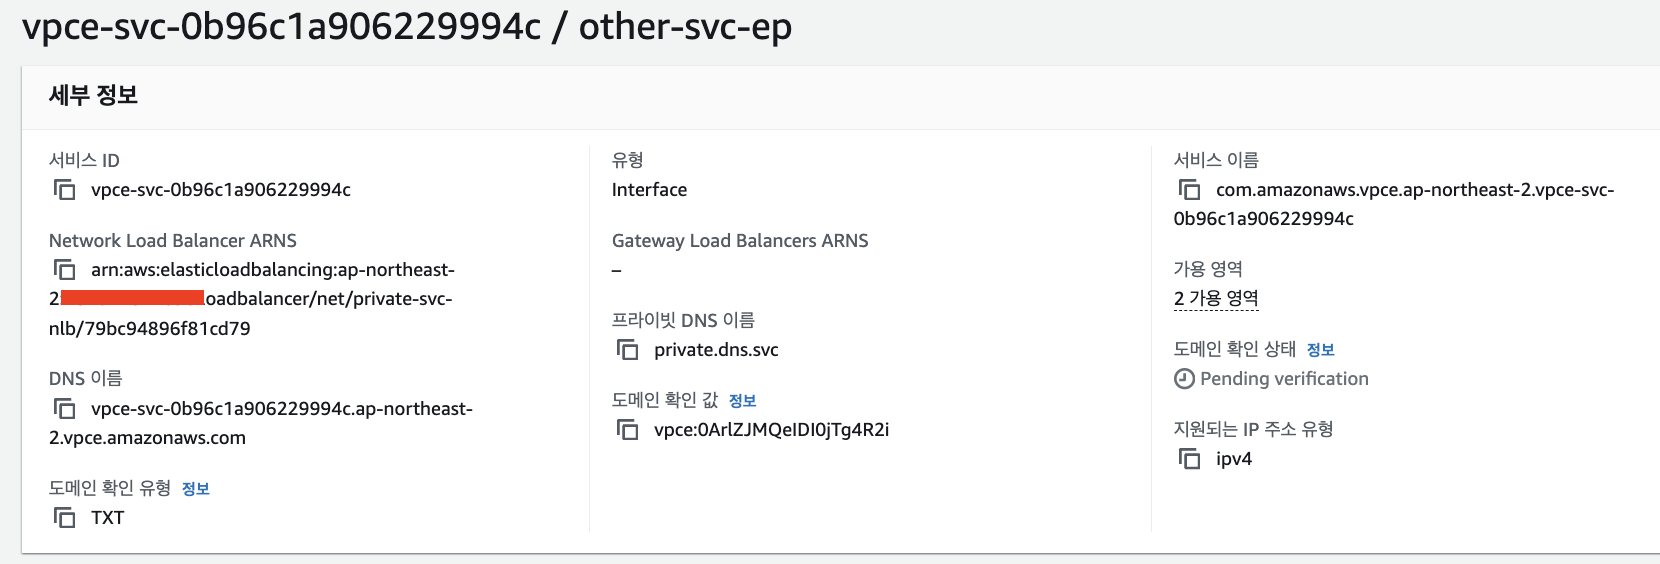 vpce-svc-0b96c1a906229994c / other-svc-ep
세부 정보
서비스 ID
vpce-svc-0b96c1a906229994c
Network Load Balancer ARNS
arn:aws:elasticloadbalancing:ap-northeast-
2 oadbalancer/net/private-svc-
nlb/79bc94896f81cd79
DNS 이름
vpce-svc-0b96c1a906229994c.ap-northeast-
2.vpce.amazonaws.com
도메인 확인 유형 정보
TXT
유형
Interface
Gateway Load Balancers ARNS
–
프라이빗 DNS 이름
private.dns.svc
도메인 확인 값 정보
vpce:0ArlZJMQeIDI0jTg4R2i
서비스 이름
com.amazonaws.vpce.ap-northeast-2.vpce-svc-
0b96c1a906229994c
가용 영역
2 가용 영역
도메인 확인 상태 정보
Pending verification
지원되는 IP 주소 유형
ipv4